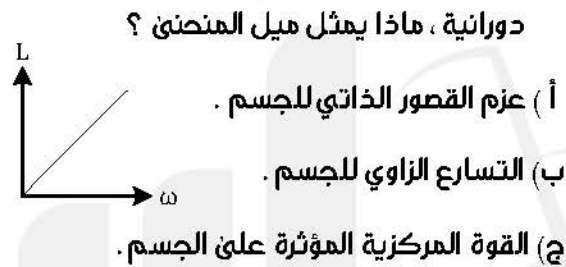 دورانية ، ماذا يمثل ميل المنحنى ؟
L
أ ) عزم القصور الذاتي للجسم .
ب) التسارع الزاوي للجسم .
ω
ج) القوة المركزية المؤثرة على الجسم .